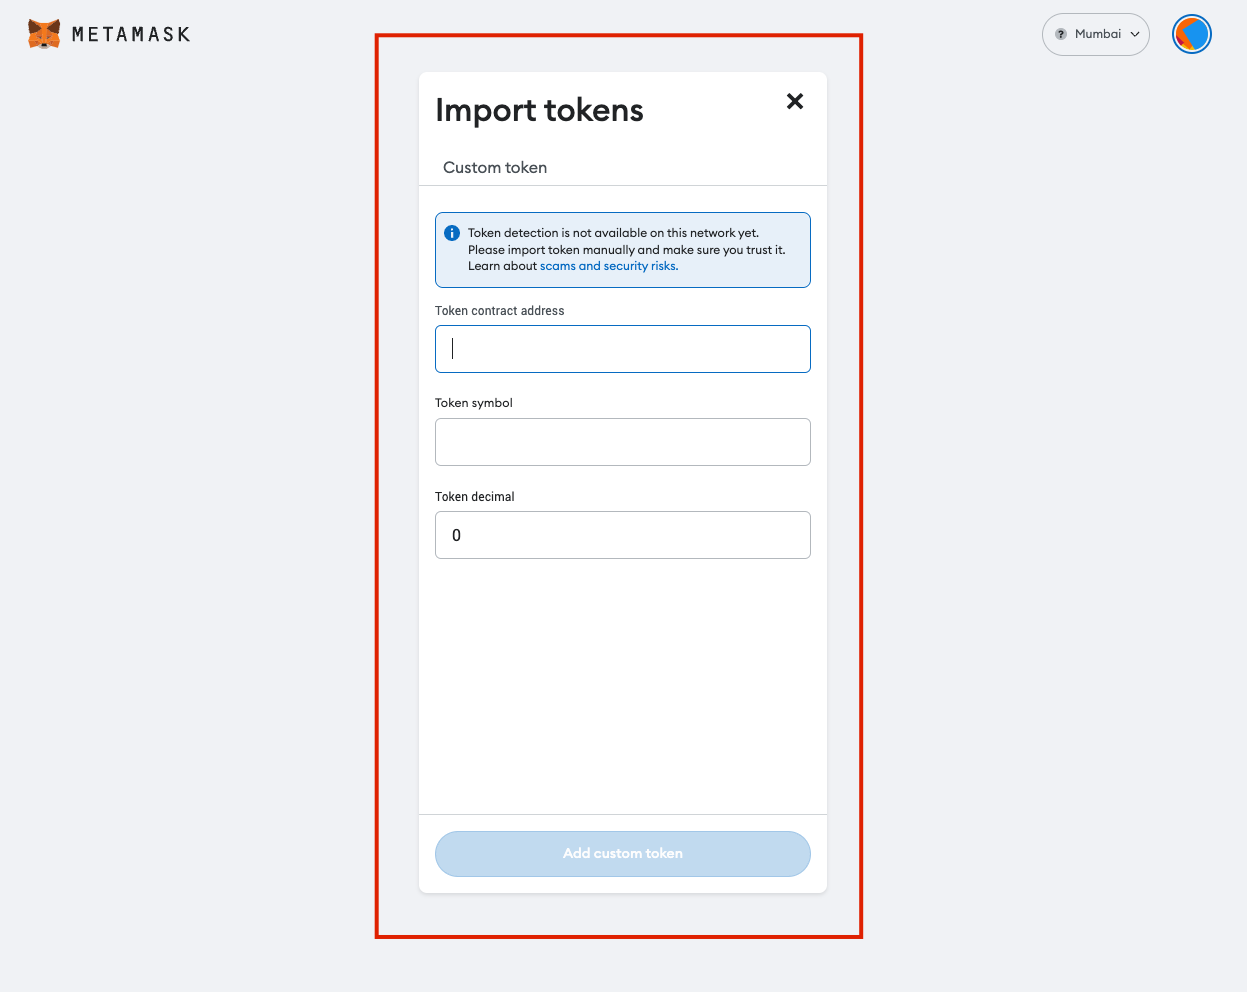 METAMASK
? Mumbai
Import tokens
Custom token
Token detection is not available on this network yet.
Please import token manually and make sure you trust it.
Learn about scams and security risks.
Token contract address
Token symbol
Token decimal
0
Add custom token